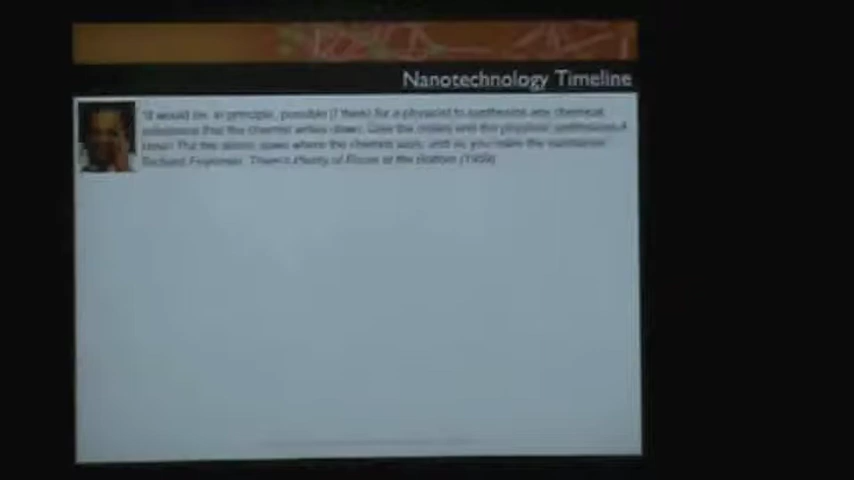 Nanotechnology Timeline
"It would be, in principle, possible (I think) for a physicist to synthesize any chemical
substance that the chemist writes down. Give the orders and the physicist synthesizes it.
How? Put the atoms down where the chemist says, and so you make the substance."
Richard Feynman, There's Plenty of Room at the Bottom (1959)